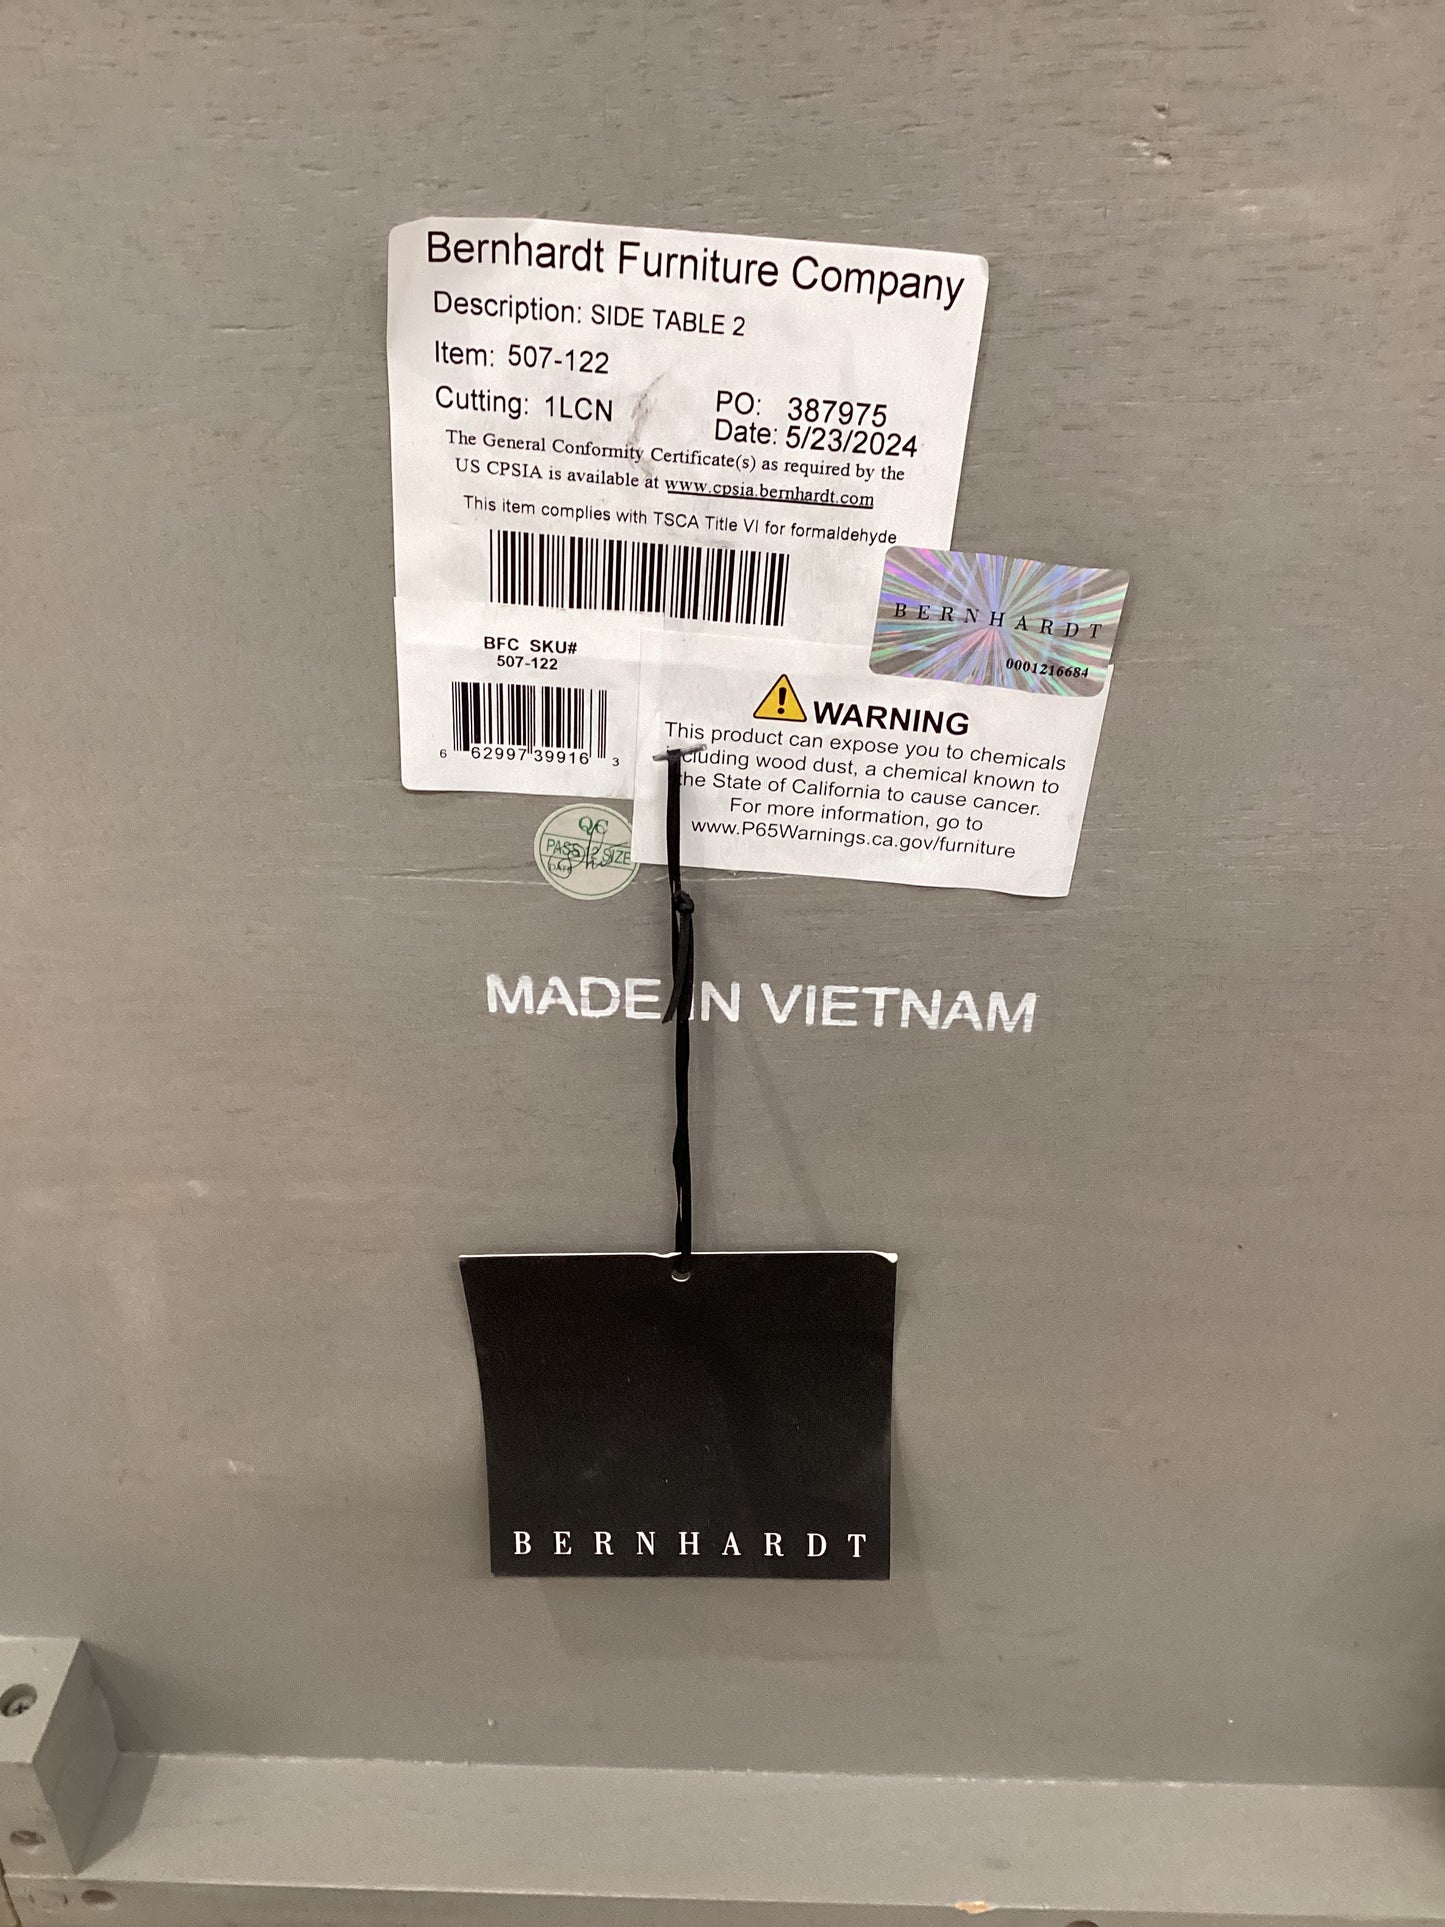 Bernhardt Furniture Company
Description: SIDE TABLE 2
Item: 507-122
Cutting: 1LCN
PO: 387975
Date: 5/23/2024
The General Conformity Certificate(s) as required by the
US CPSIA is available at www.cpsia.bernhardt.com
This item complies with TSCA Title VI for formaldehyde
BERNHARDT
0001216684
BFC SKU#
507-122
6 62997 39916 3
WARNING
This product can expose you to chemicals
including wood dust, a chemical known to
the State of California to cause cancer.
For more information, go to
www.P65Warnings.ca.gov/furniture
QC
PASS SIZE
DATE
MADE IN VIETNAM
BERNHARDT